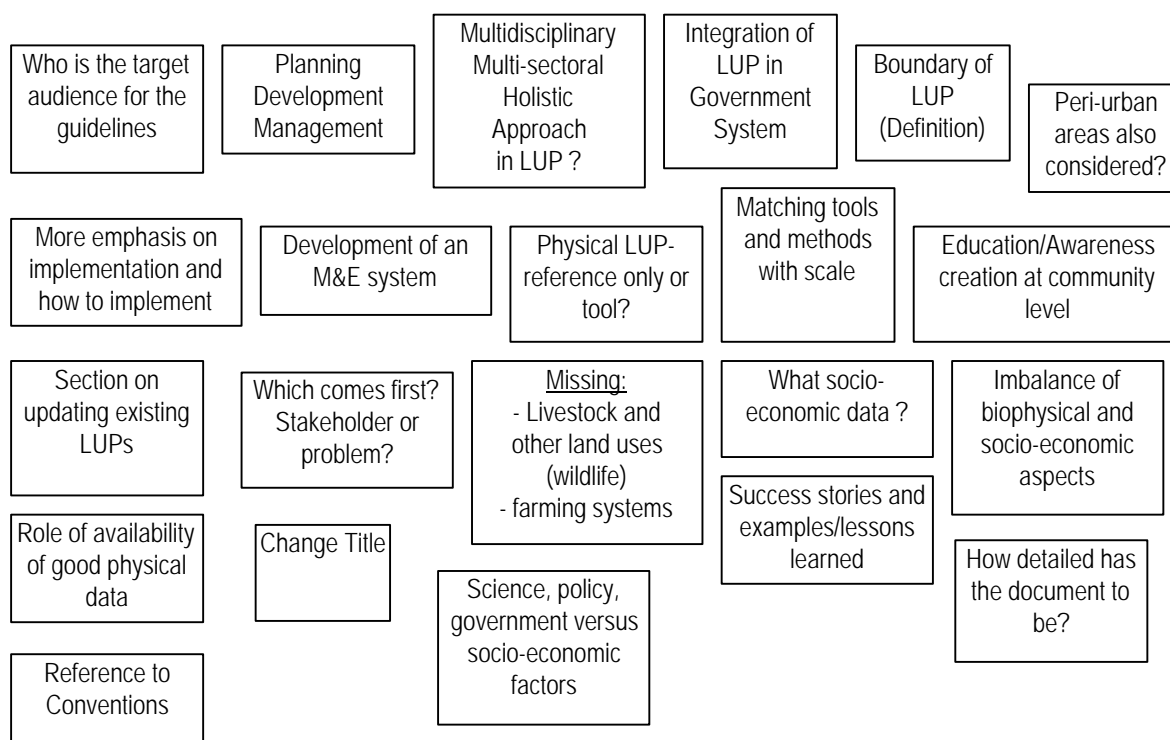 Who is the target
audience for the
guidelines
Planning
Development
Management
Multidisciplinary
Multi-sectoral
Holistic
Approach
in LUP ?
Integration of
LUP in
Government
System
Boundary of
LUP
(Definition)
Peri-urban
areas also
considered?
More emphasis on
implementation and
how to implement
Development of an
M&E system
Physical LUP-
reference only or
tool?
Matching tools
and methods
with scale
Education/Awareness
creation at community
level
Section on
updating existing
LUPs
Which comes first?
Stakeholder or
problem?
Missing:
- Livestock and
other land uses
(wildlife)
- farming systems
What socio-
economic data ?
Imbalance of
biophysical and
socio-economic
aspects
Role of availability
of good physical
data
Change Title
Science, policy,
government versus
socio-economic
factors
Success stories and
examples/lessons
learned
How detailed has
the document to
be?
Reference to
Conventions